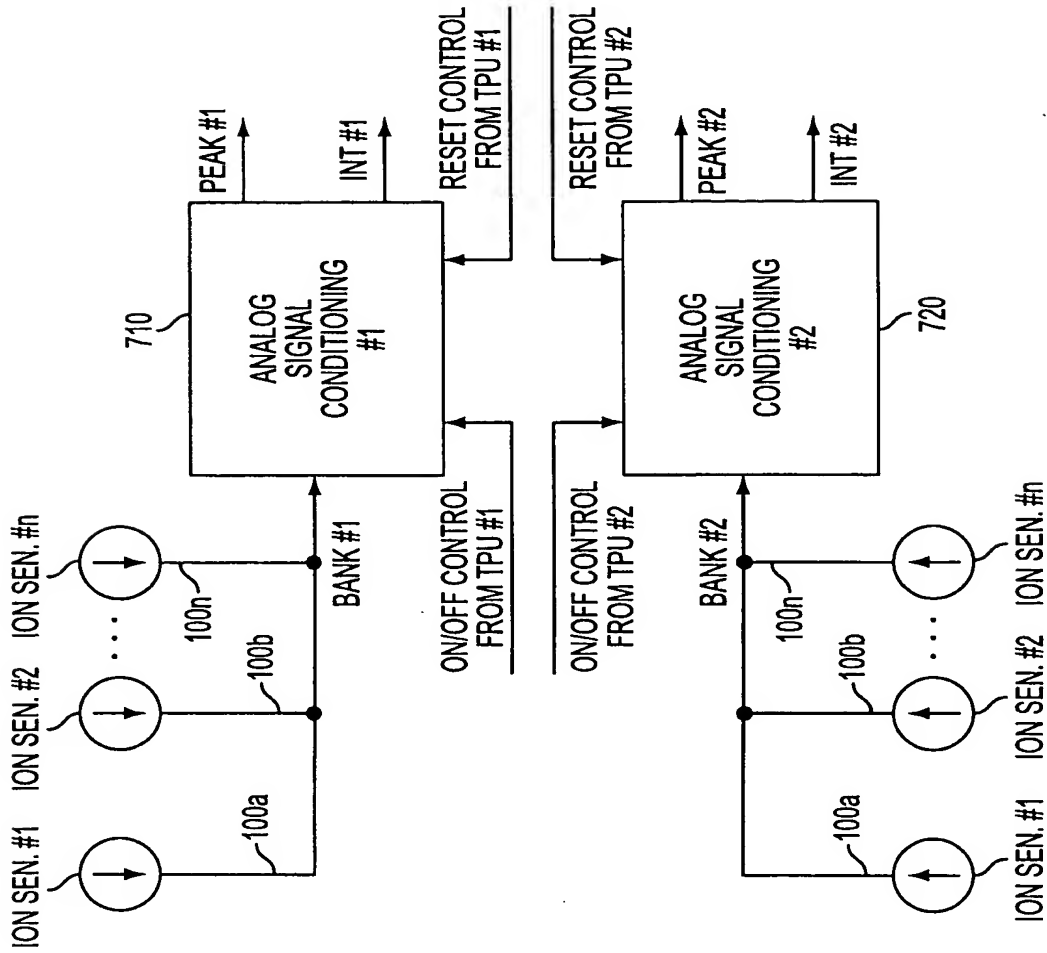 ION SEN. #1
ION SEN. #2
ION SEN. #n
. . . .
100a
100b
100n
BANK #1
710
ANALOG
SIGNAL
CONDITIONING
#1
PEAK #1
INT #1
ON/OFF CONTROL
FROM TPU #1
RESET CONTROL
FROM TPU #1
ON/OFF CONTROL
FROM TPU #2
RESET CONTROL
FROM TPU #2
BANK #2
ANALOG
SIGNAL
CONDITIONING
#2
PEAK #2
INT #2
720
100a
100b
100n
. . . .
ION SEN. #1
ION SEN. #2
ION SEN. #n